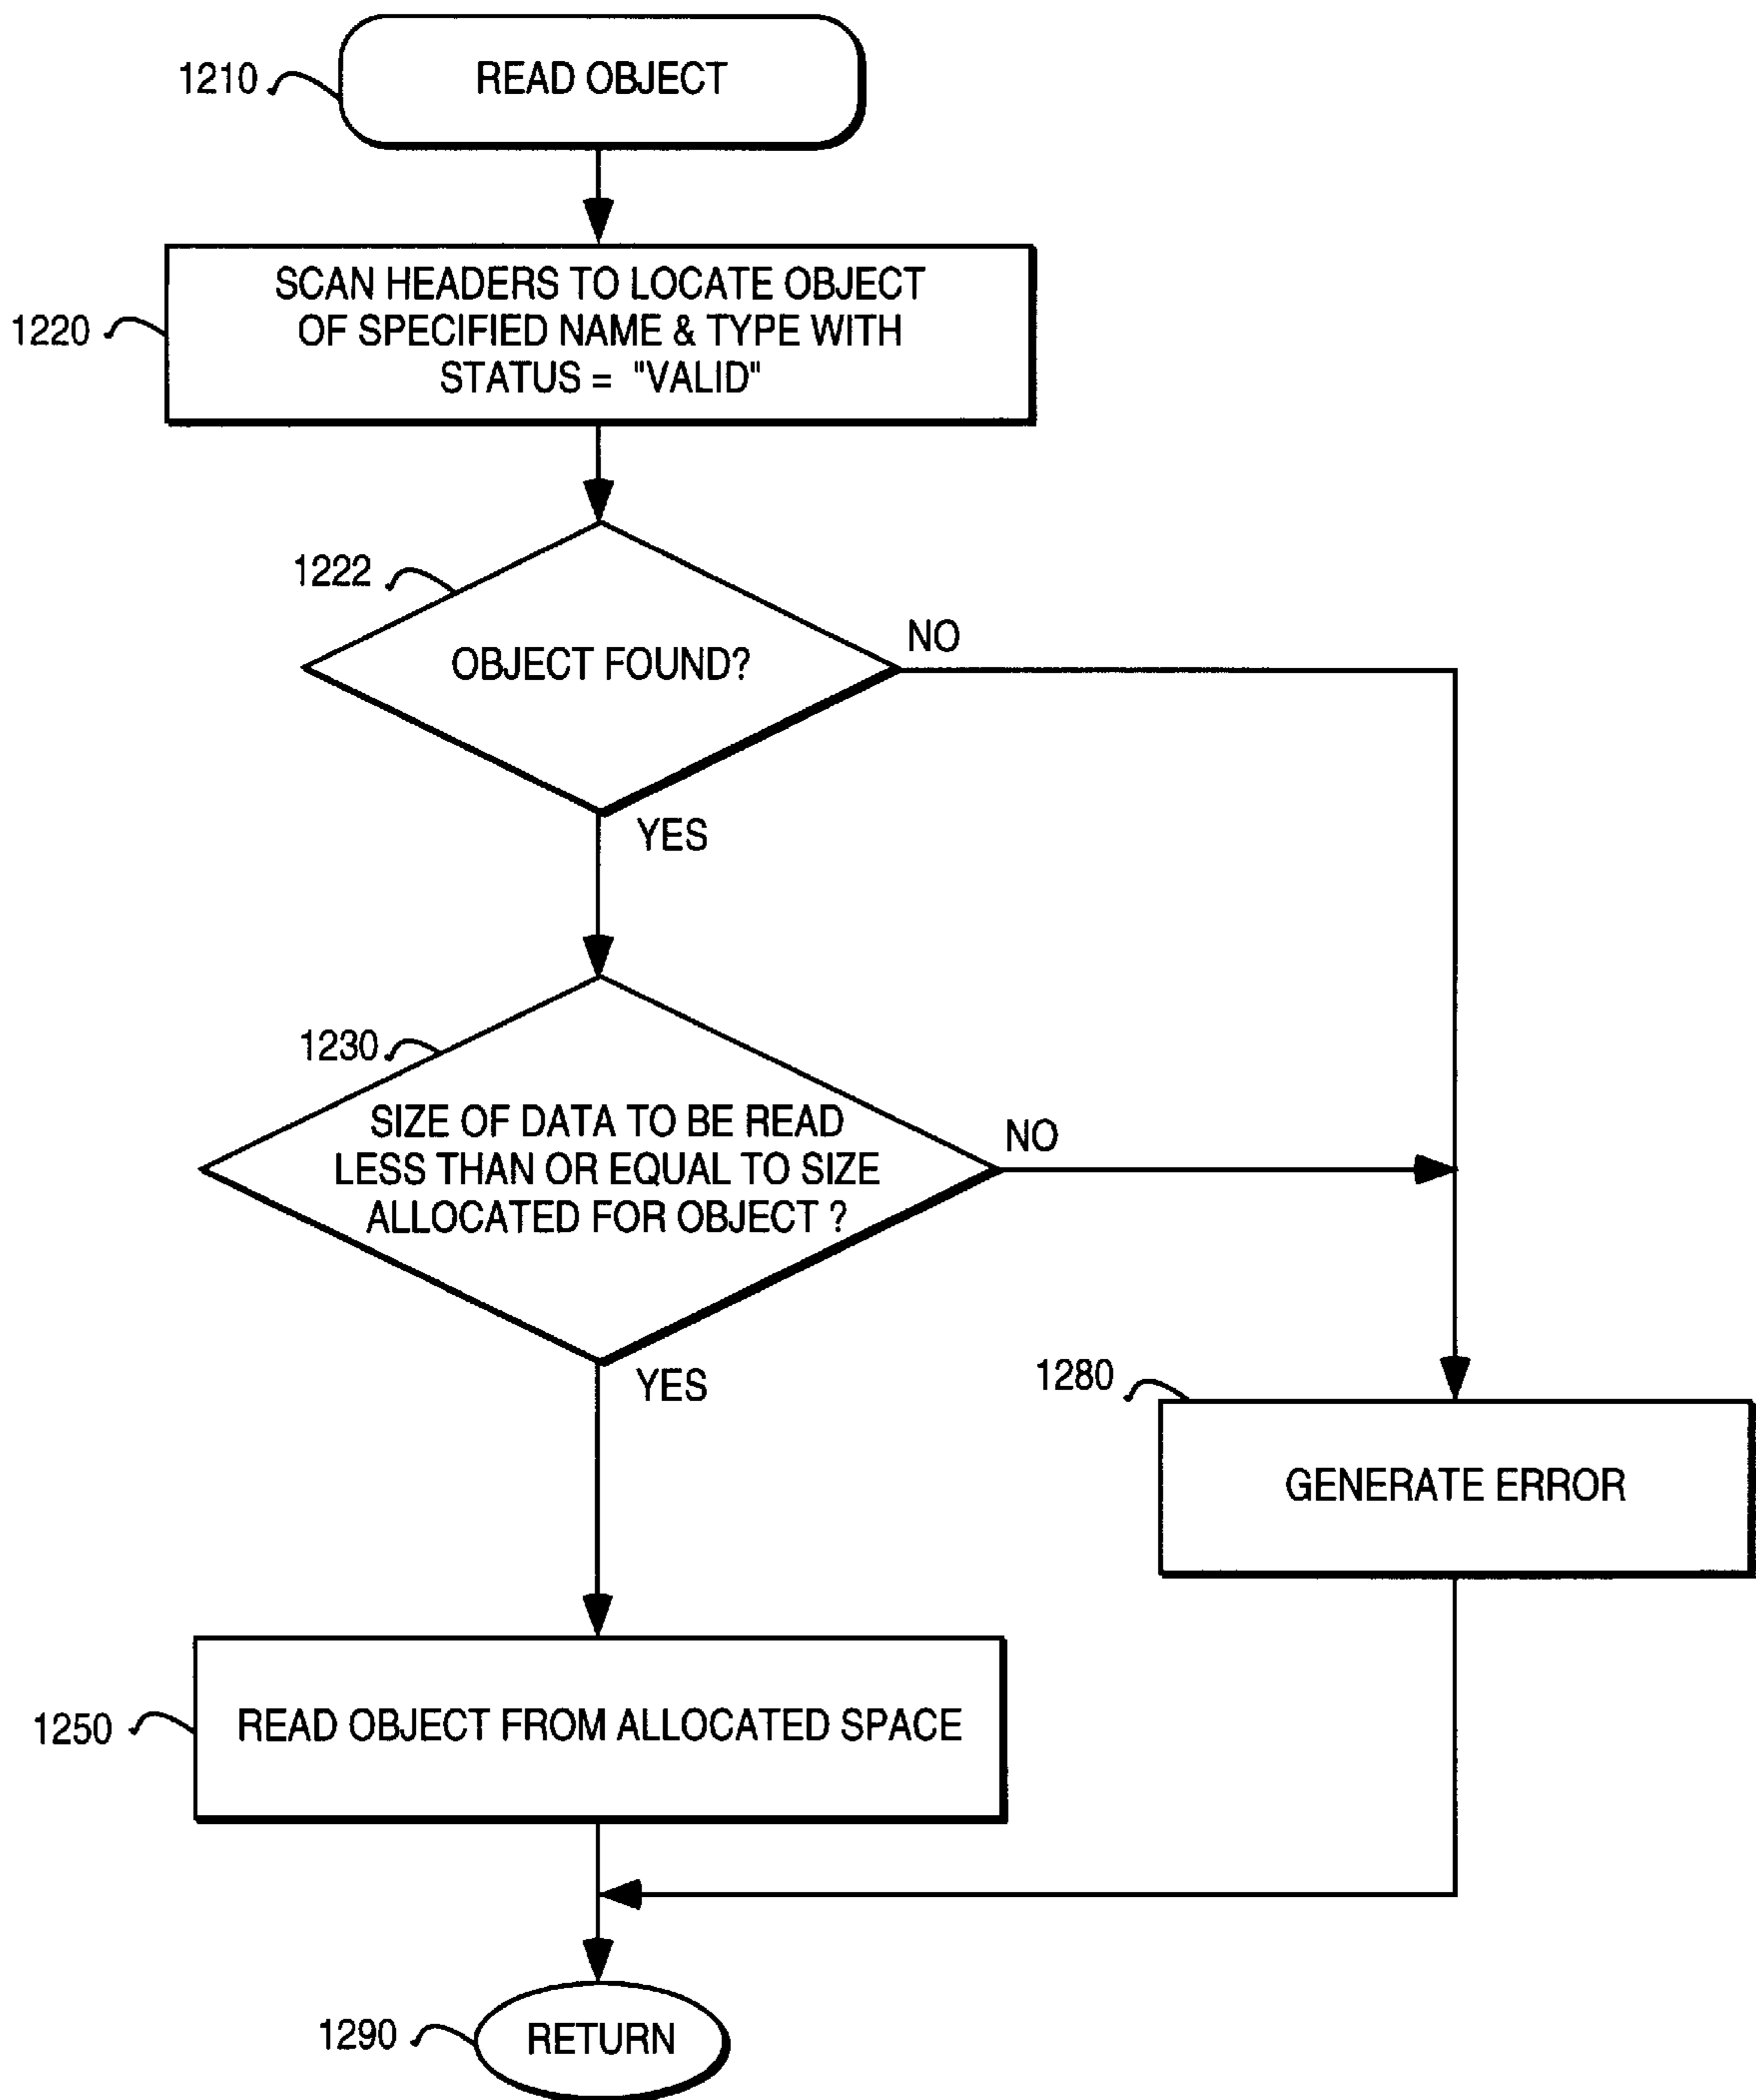 1210
READ OBJECT
1220
SCAN HEADERS TO LOCATE OBJECT
OF SPECIFIED NAME & TYPE WITH
STATUS = "VALID"
1222
OBJECT FOUND?
NO
YES
1230
SIZE OF DATA TO BE READ
LESS THAN OR EQUAL TO SIZE
ALLOCATED FOR OBJECT ?
NO
YES
1280
GENERATE ERROR
1250
READ OBJECT FROM ALLOCATED SPACE
1290
RETURN